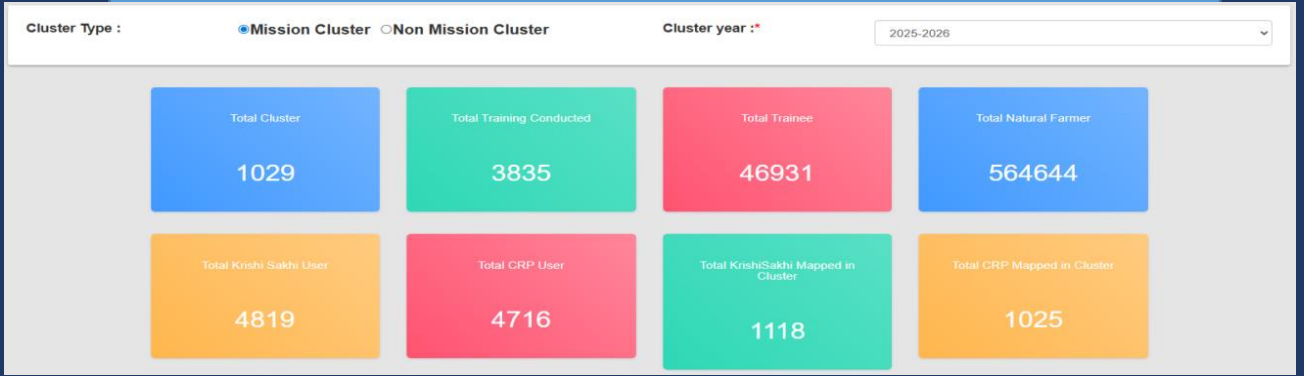 Cluster Type : Mission Cluster Non Mission Cluster Cluster year :* 2025-2026
Total Cluster
1029
Total Training Conducted
3835
Total Trainee
46931
Total Natural Farmer
564644
Total Krishi Sakhi User
4819
Total CRP User
4716
Total KrishiSakhi Mapped in
Cluster
1118
Total CRP Mapped in Cluster
1025